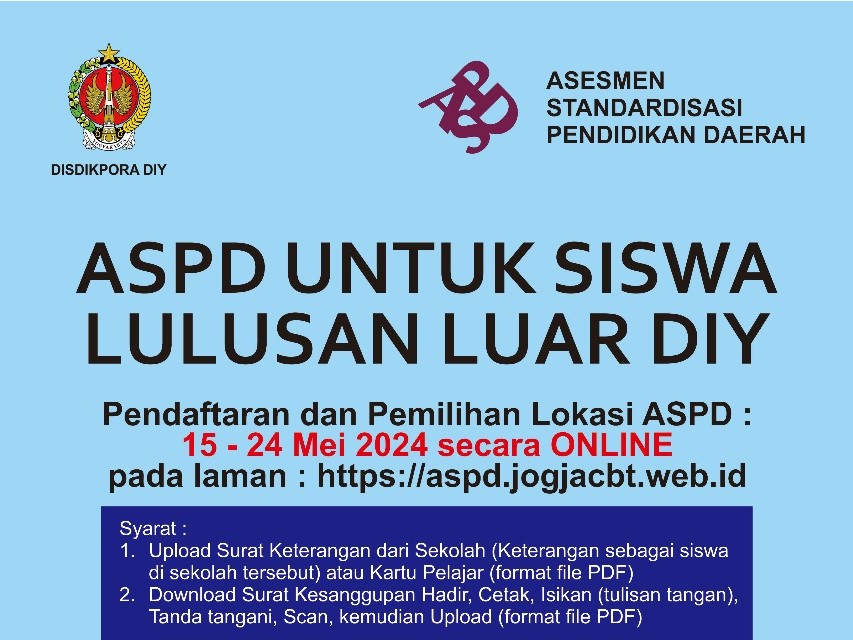 DISDIKPORA DIY
ASPD
ASESMEN
STANDARDISASI
PENDIDIKAN DAERAH
ASPD UNTUK SISWA
LULUSAN LUAR DIY
Pendaftaran dan Pemilihan Lokasi ASPD :
15 - 24 Mei 2024 secara ONLINE
pada laman : https://aspd.jogjacbt.web.id
Syarat :
1. Upload Surat Keterangan dari Sekolah (Keterangan sebagai siswa
di sekolah tersebut) atau Kartu Pelajar (format file PDF)
2. Download Surat Kesanggupan Hadir, Cetak, Isikan (tulisan tangan),
Tanda tangani, Scan, kemudian Upload (format file PDF)